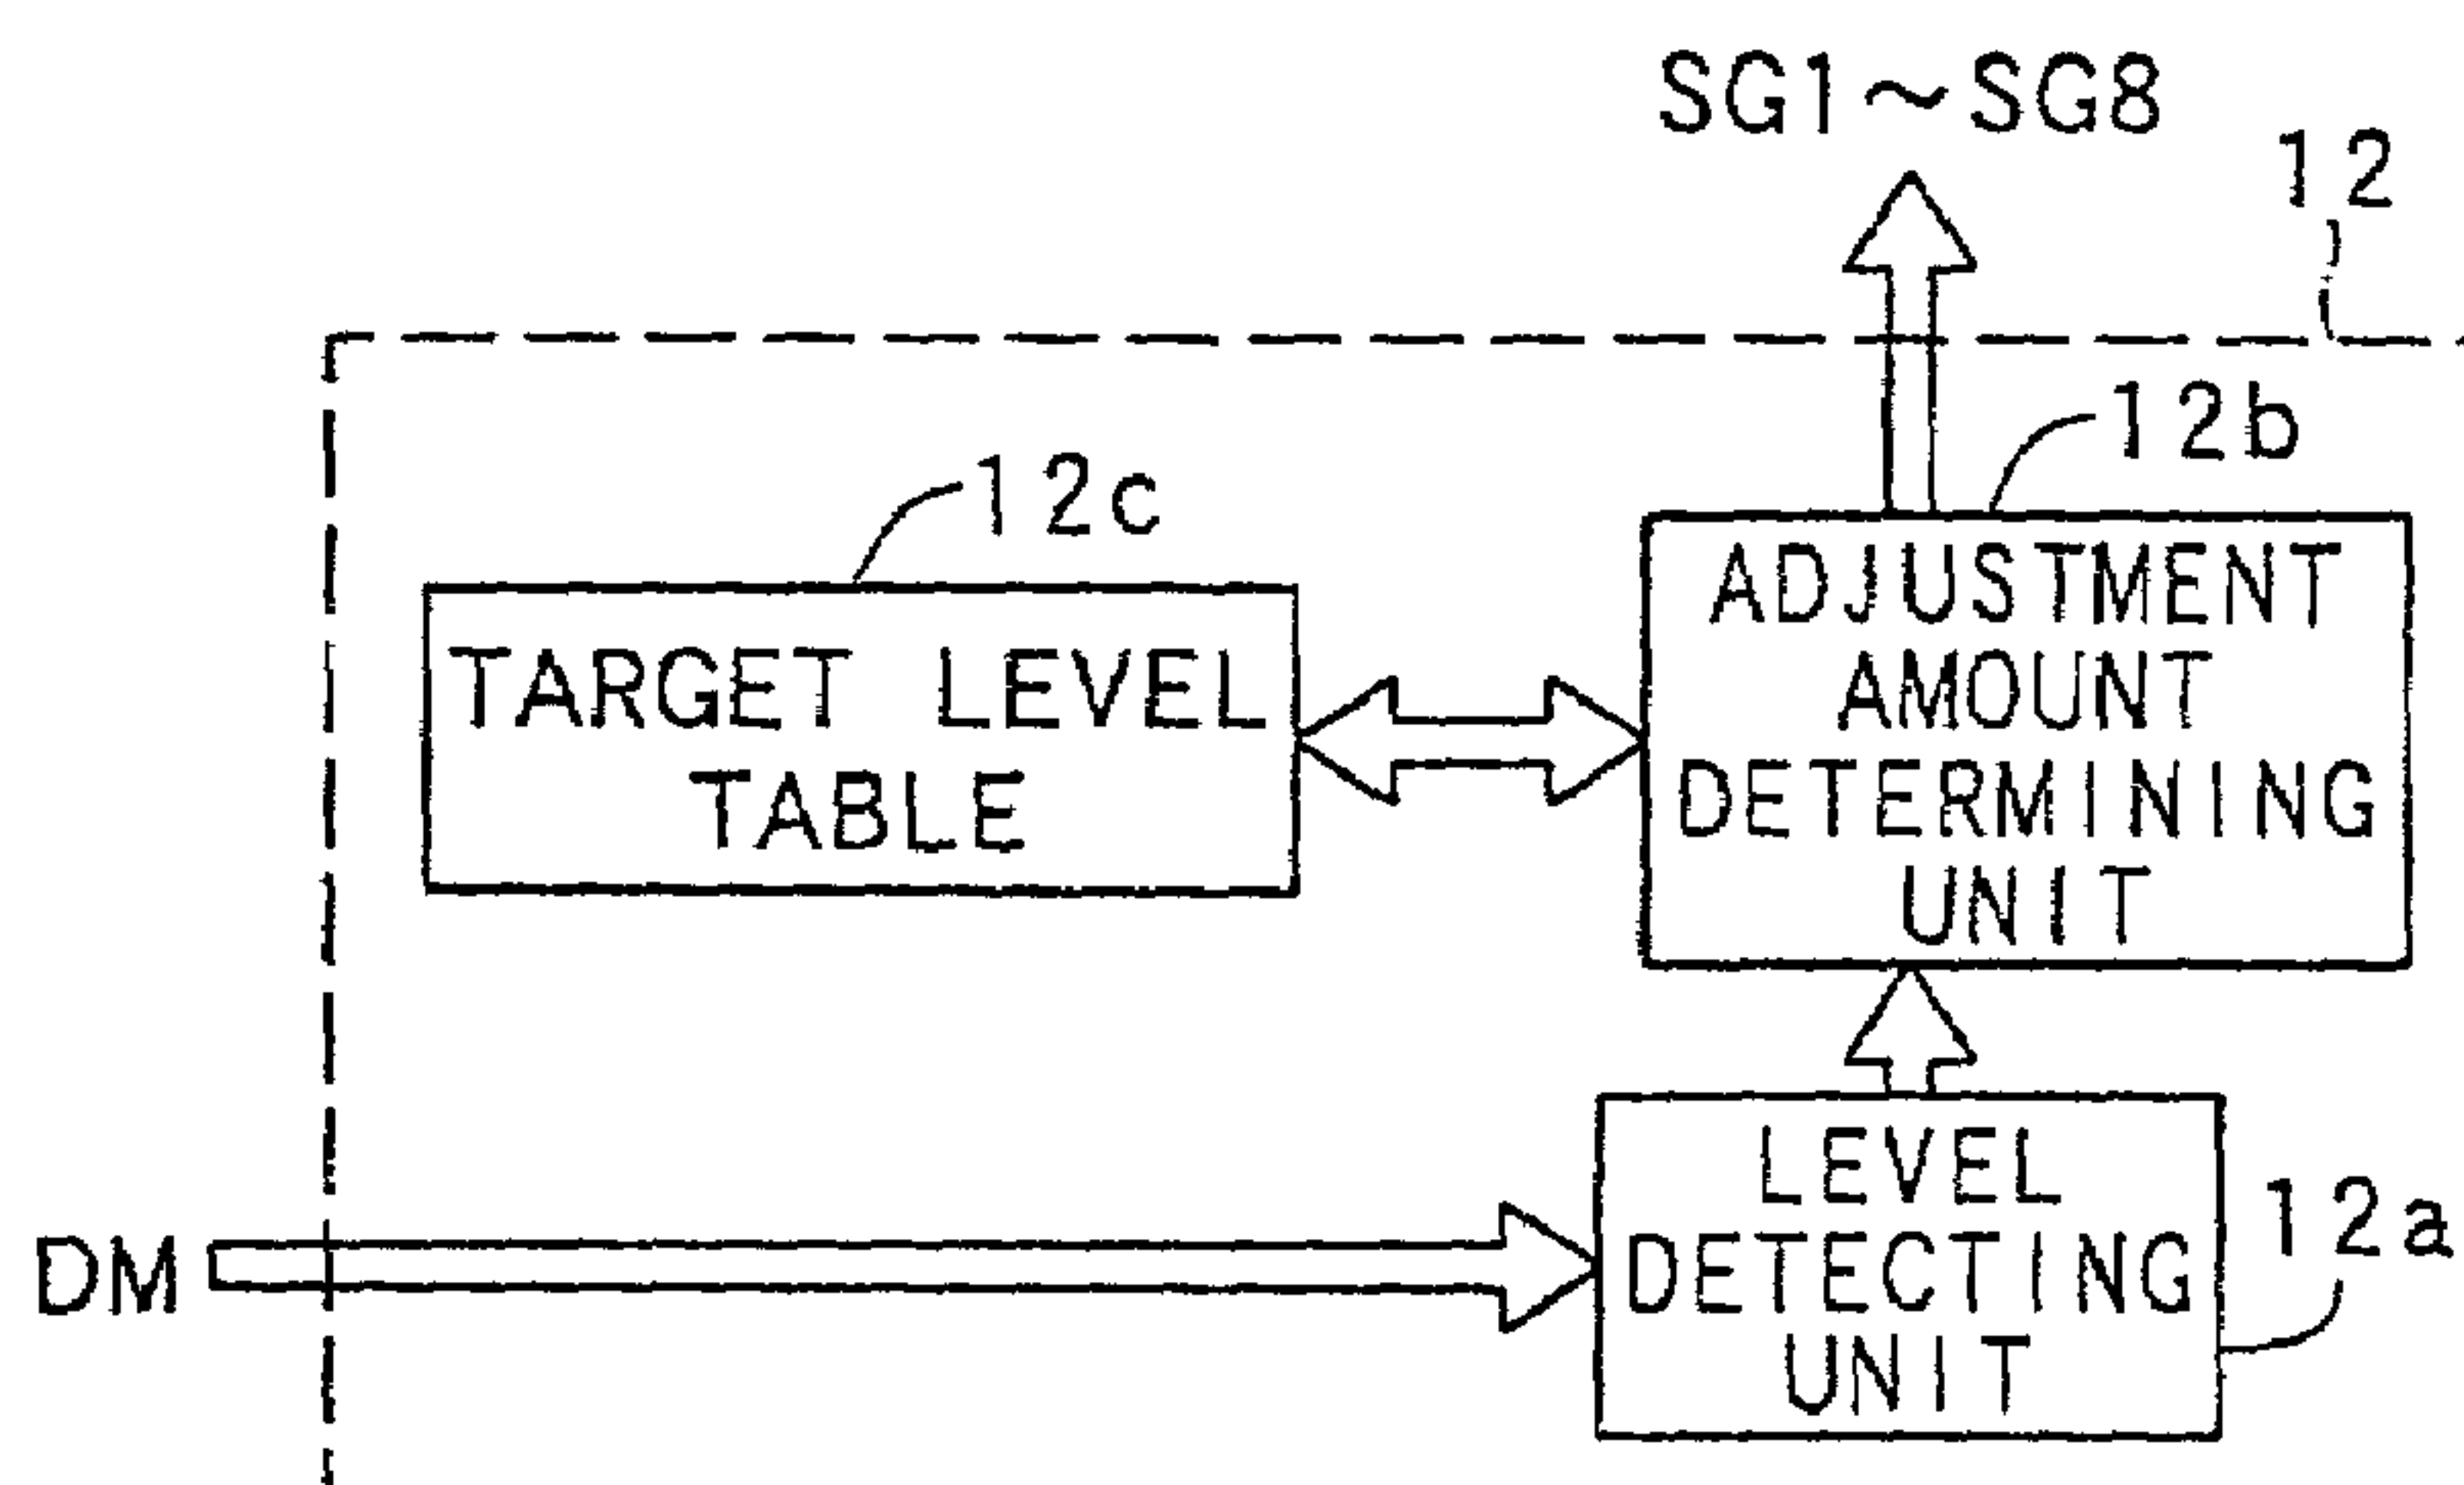 SG1~SG8
12
12b
12c
ADJUSTMENT
AMOUNT
DETERMINING
UNIT
TARGET LEVEL
TABLE
LEVEL
DETECTING
UNIT
12a
DM